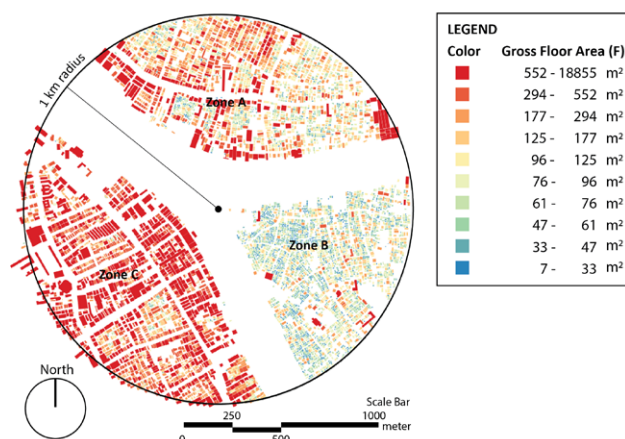 1 km radius
Zone A
Zone B
Zone C
North
Scale Bar
250 1000
meter
0 500
LEGEND
Color Gross Floor Area (F)
552 - 18855 m²
294 - 552 m²
177 - 294 m²
125 - 177 m²
96 - 125 m²
76 - 96 m²
61 - 76 m²
47 - 61 m²
33 - 47 m²
7 - 33 m²